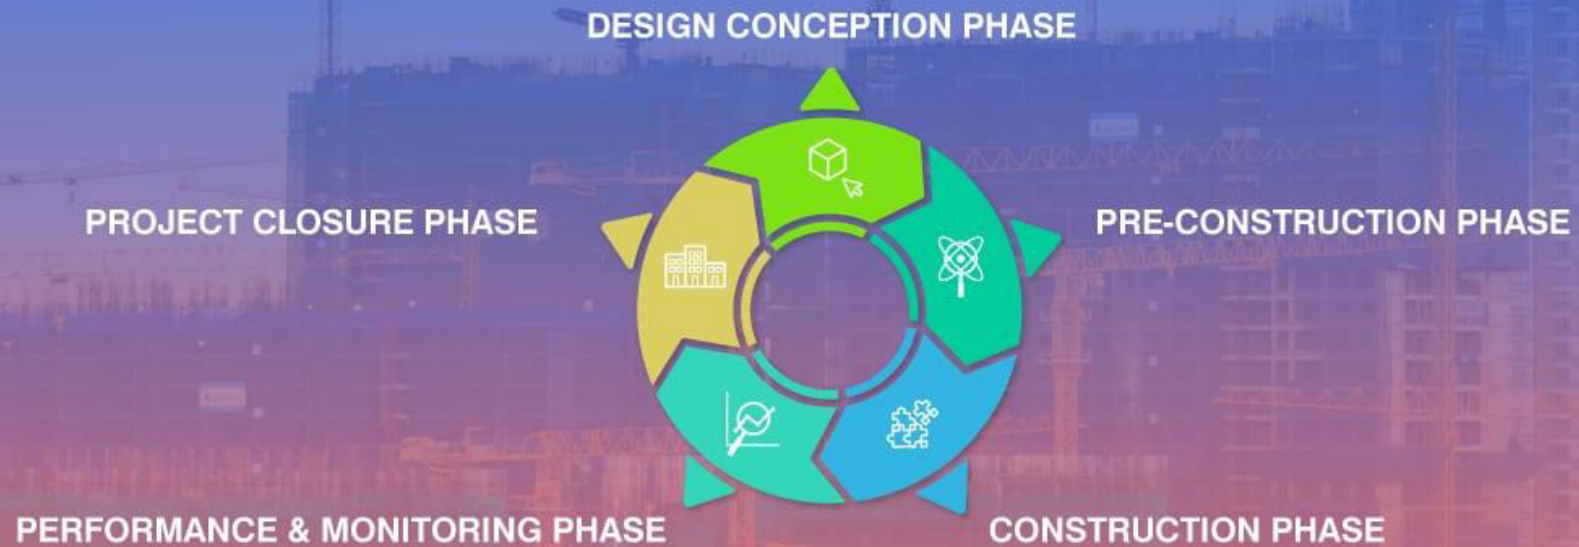 DESIGN CONCEPTION PHASE
PROJECT CLOSURE PHASE
PRE-CONSTRUCTION PHASE
PERFORMANCE & MONITORING PHASE
CONSTRUCTION PHASE